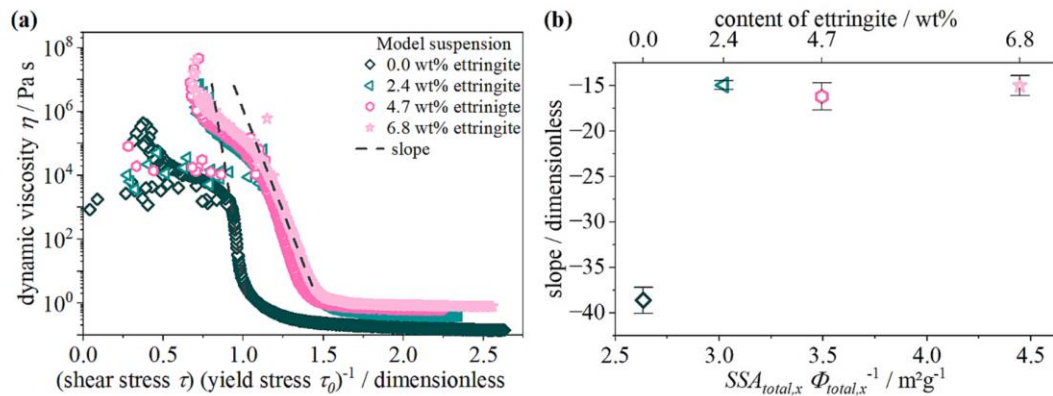 (a)
dynamic viscosity η / Pa s
10⁸
10⁶
10⁴
10²
10⁰
Model suspension
0.0 wt% ettringite
2.4 wt% ettringite
4.7 wt% ettrinigte
6.8 wt% ettringite
slope
0.0 0.5 1.0 1.5 2.0 2.5
(shear stress τ) (yield stress τ₀)⁻¹ / dimensionless
(b)
content of ettringite / wt%
0.0 2.4 4.7 6.8
slope / dimensionless
−15
−20
−25
−30
−35
−40
2.5 3.0 3.5 4.0 4.5
SSA_total,x Φ_total,x⁻¹ / m²g⁻¹